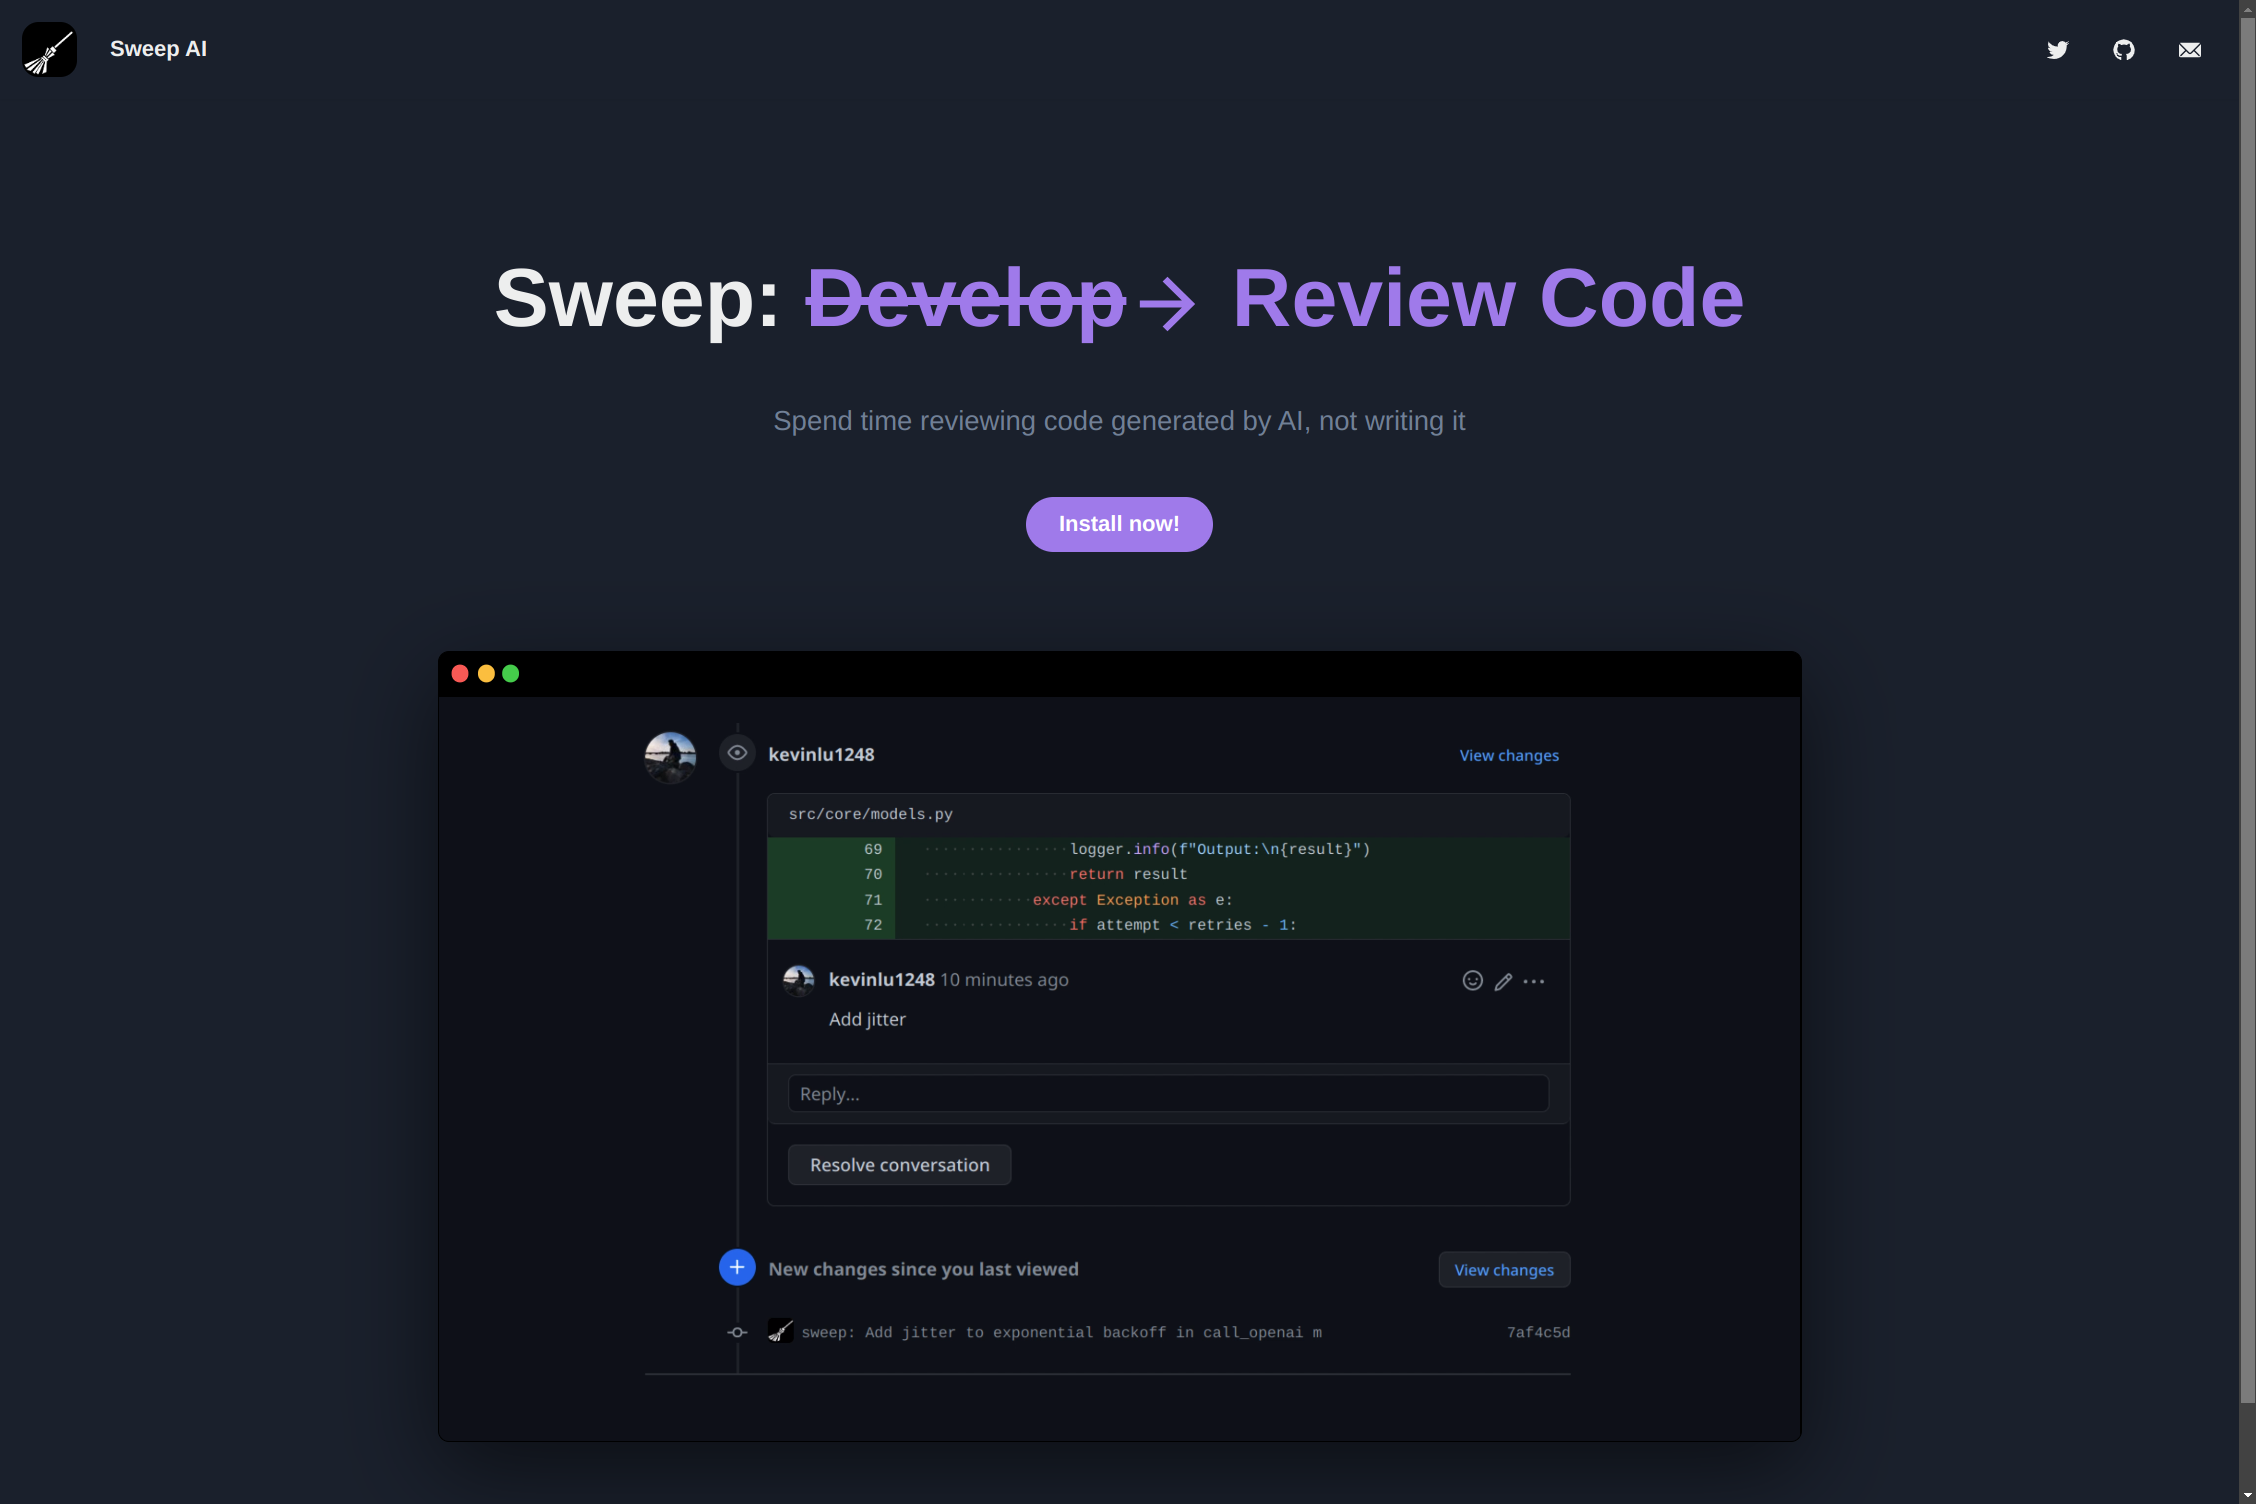 Sweep AI
Sweep: Develop → Review Code
Spend time reviewing code generated by AI, not writing it
Install now!
kevinlu1248
View changes
src/core/models.py
69 ················logger.info(f"Output:\n{result}")
70 ················return result
71 ············except Exception as e:
72 ················if attempt < retries - 1:
kevinlu1248 10 minutes ago
Add jitter
Reply...
Resolve conversation
New changes since you last viewed
View changes
sweep: Add jitter to exponential backoff in call_openai m 7af4c5d